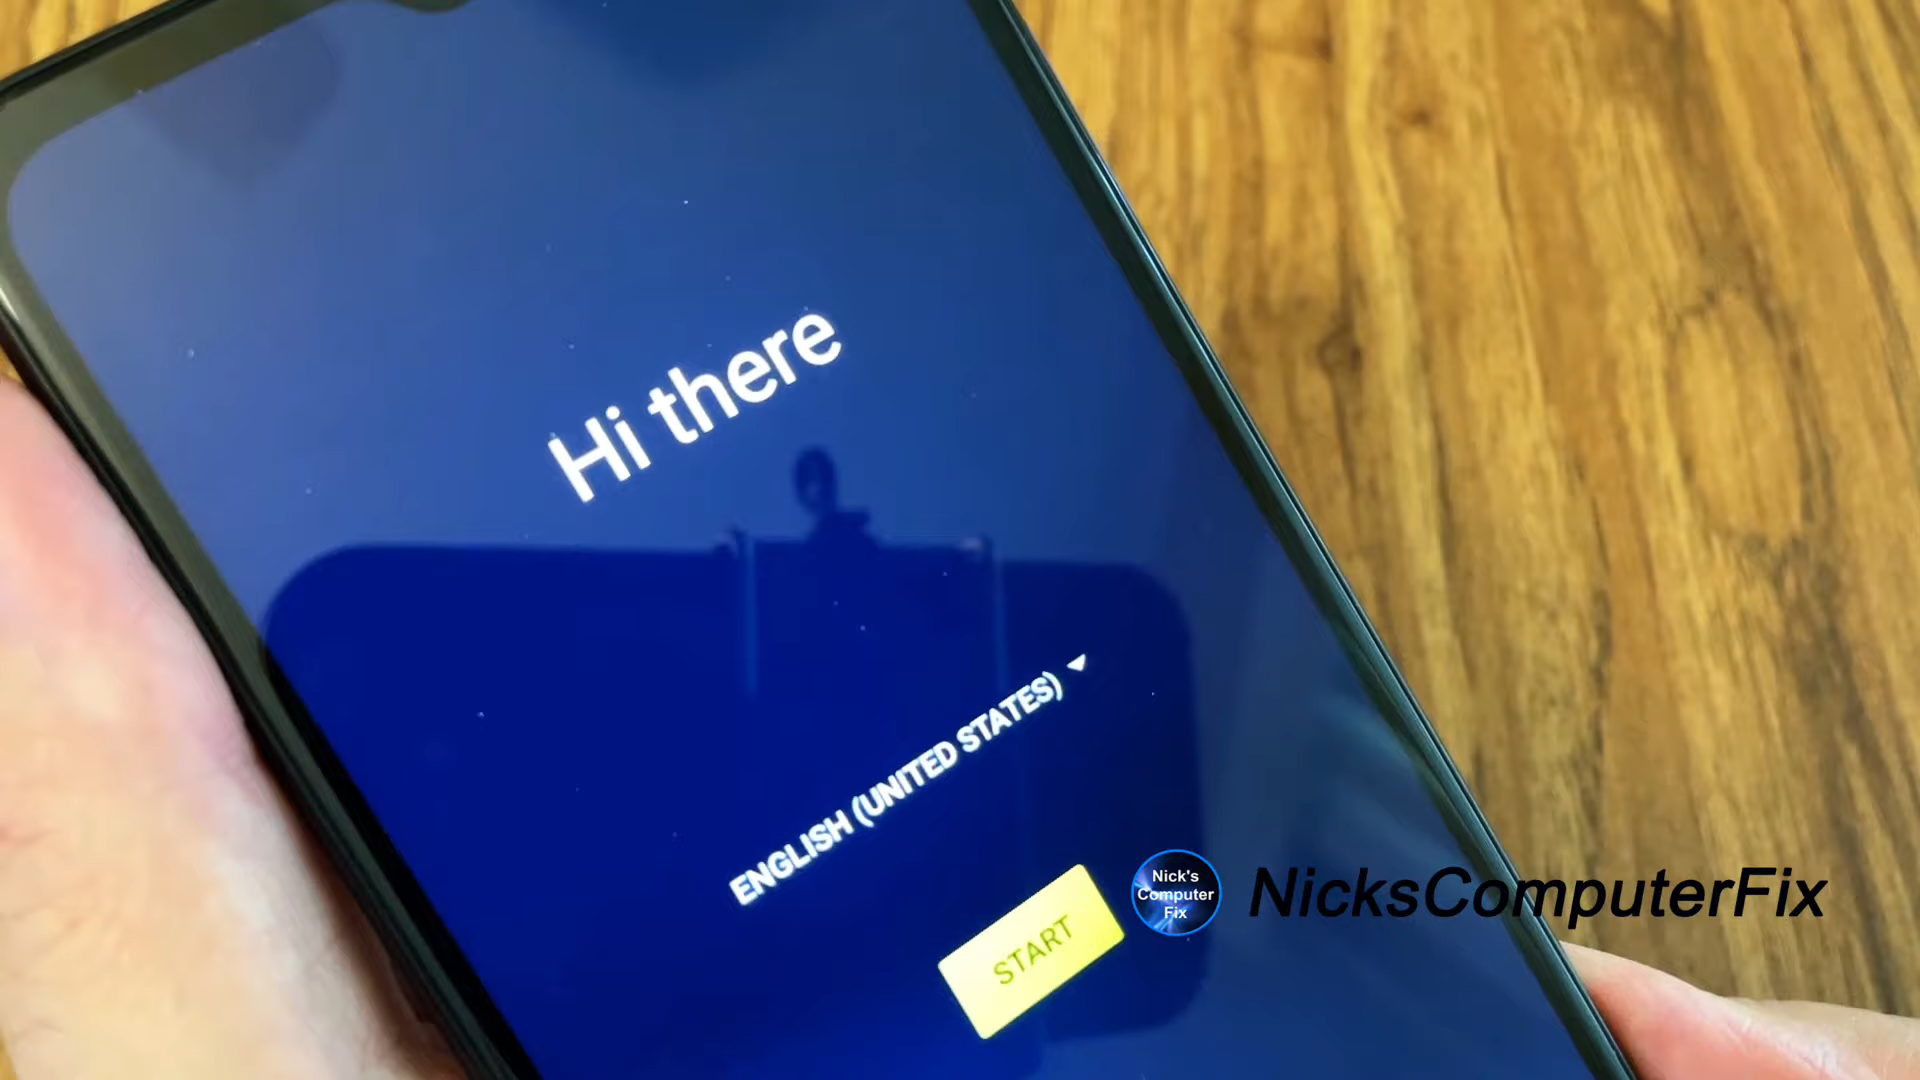 Hi there
ENGLISH (UNITED STATES)
START
Nick's
Computer
Fix
NicksComputerFix